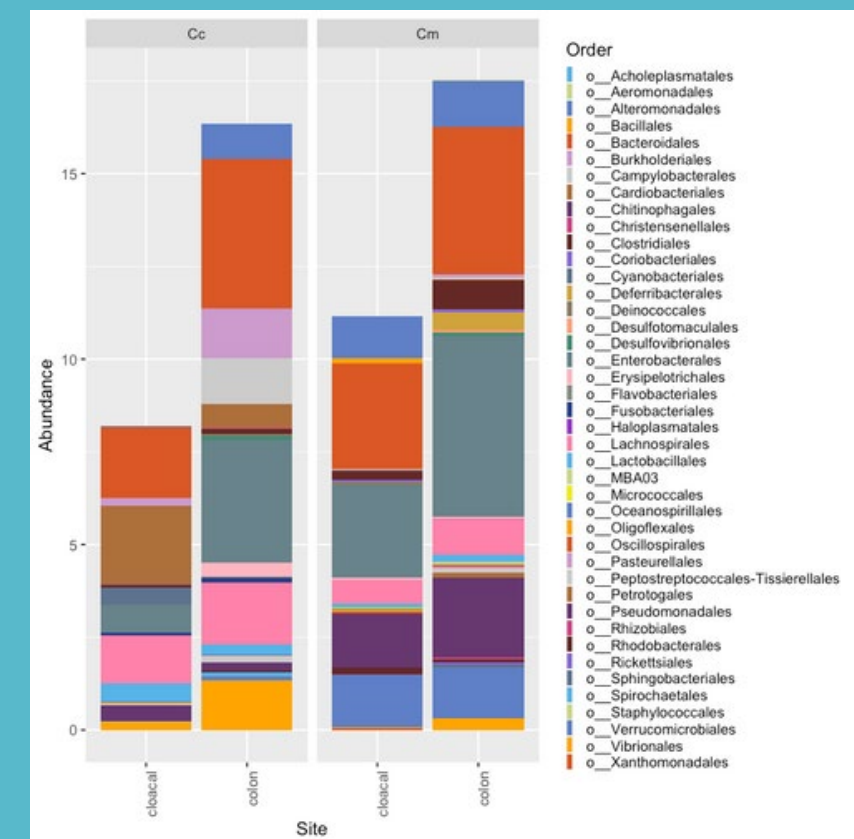 Cc
Cm
Abundance
15
10
5
0
cloacal
colon
cloacal
colon
Site
Order
o__Acholeplasmatales
o__Aeromonadales
o__Alteromonadales
o__Bacillales
o__Bacteroidales
o__Burkholderiales
o__Campylobacterales
o__Cardiobacteriales
o__Chitinophagales
o__Christensenellales
o__Clostridiales
o__Coriobacteriales
o__Cyanobacteriales
o__Deferribacterales
o__Deinococcales
o__Desulfotomaculales
o__Desulfovibrionales
o__Enterobacterales
o__Erysipelotrichales
o__Flavobacteriales
o__Fusobacteriales
o__Haloplasmatales
o__Lachnospirales
o__Lactobacillales
o__MBA03
o__Micrococcales
o__Oceanospirillales
o__Oligoflexales
o__Oscillospirales
o__Pasteurellales
o__Peptostreptococcales-Tissierellales
o__Petrotogales
o__Pseudomonadales
o__Rhizobiales
o__Rhodobacterales
o__Rickettsiales
o__Sphingobacteriales
o__Spirochaetales
o__Staphylococcales
o__Verrucomicrobiales
o__Vibrionales
o__Xanthomonadales